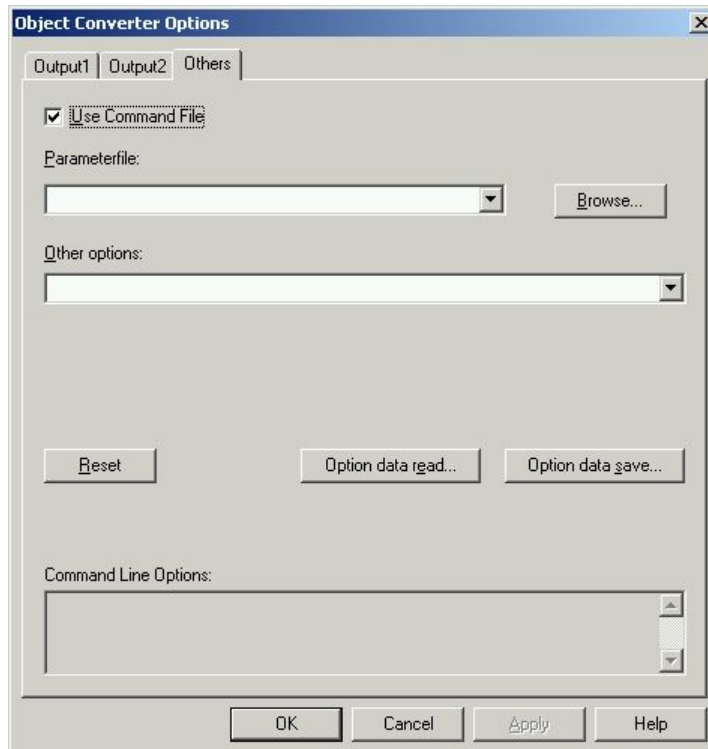 Object Converter Options
Output1 Output2 Others
Use Command File
Parameterfile:
Browse...
Other options:
Reset Option data read... Option data save...
Command Line Options:
OK Cancel Apply Help